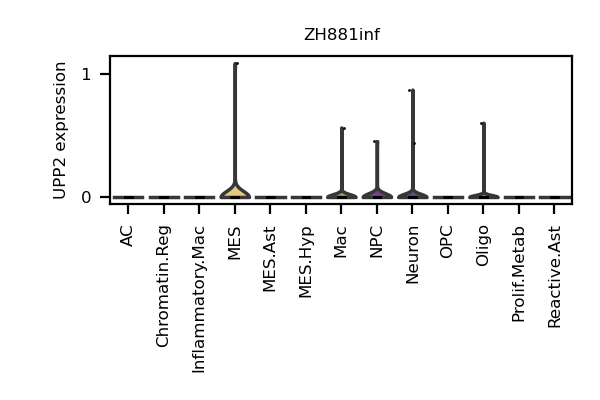 ZH881inf
UPP2 expression
1
0
AC
Chromatin.Reg
Inflammatory.Mac
MES
MES.Ast
MES.Hyp
Mac
NPC
Neuron
OPC
Oligo
Prolif.Metab
Reactive.Ast